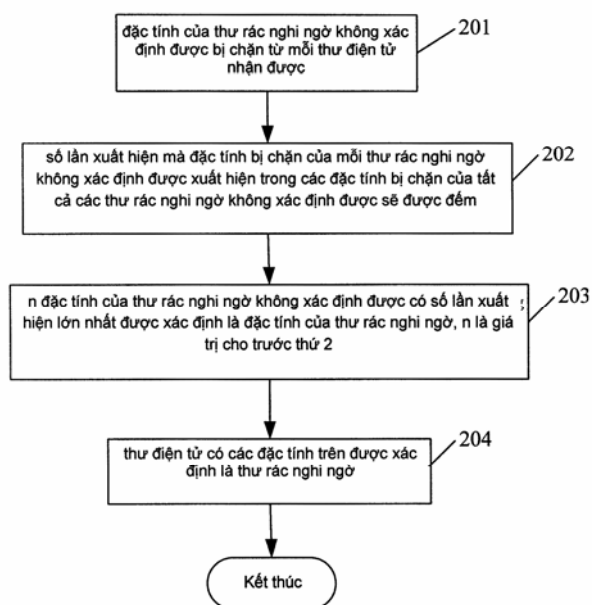 đặc tính của thư rác nghi ngờ không xác
định được bị chặn từ mỗi thư điện tử
nhận được
201
số lần xuất hiện mà đặc tính bị chặn của mỗi thư rác nghi ngờ
không xác định được xuất hiện trong các đặc tính bị chặn của tất
cả các thư rác nghi ngờ không xác định được sẽ được đếm
202
n đặc tính của thư rác nghi ngờ không xác định được có số lần xuất
hiện lớn nhất được xác định là đặc tính của thư rác nghi ngờ, n là giá
trị cho trước thứ 2
203
thư điện tử có các đặc tính trên được xác
định là thư rác nghi ngờ
204
Kết thúc